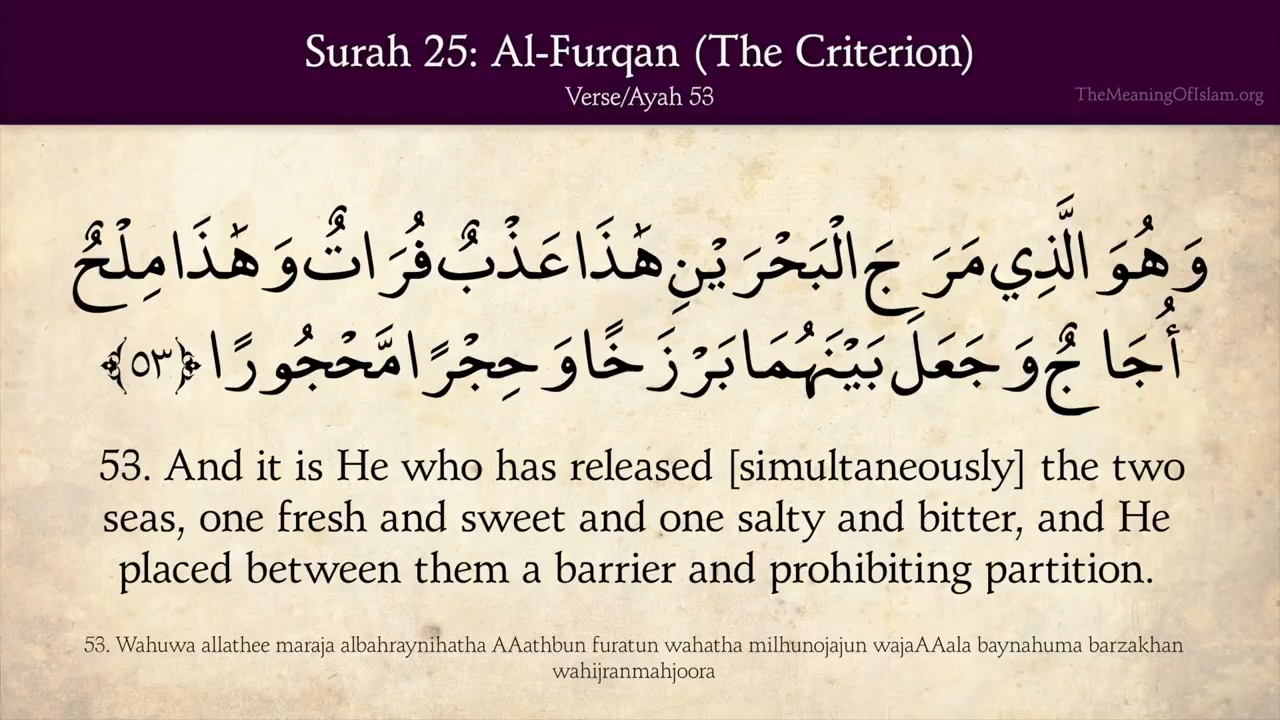 Surah 25: Al-Furqan (The Criterion)
Verse/Ayah 53
TheMeaningOfIslam.org
وَهُوَ الَّذِي مَرَجَ الْبَحْرَيْنِ هَٰذَا عَذْبٌ فُرَاتٌ وَهَٰذَا مِلْحٌ
أُجَاجٌ وَجَعَلَ بَيْنَهُمَا بَرْزَخًا وَحِجْرًا مَّحْجُورًا ﴿٥٣﴾
53. And it is He who has released [simultaneously] the two
seas, one fresh and sweet and one salty and bitter, and He
placed between them a barrier and prohibiting partition.
53. Wahuwa allathee maraja albahraynihatha AAathbun furatun wahatha milhunojajun wajaAAala baynahuma barzakhan
wahijranmahjoora